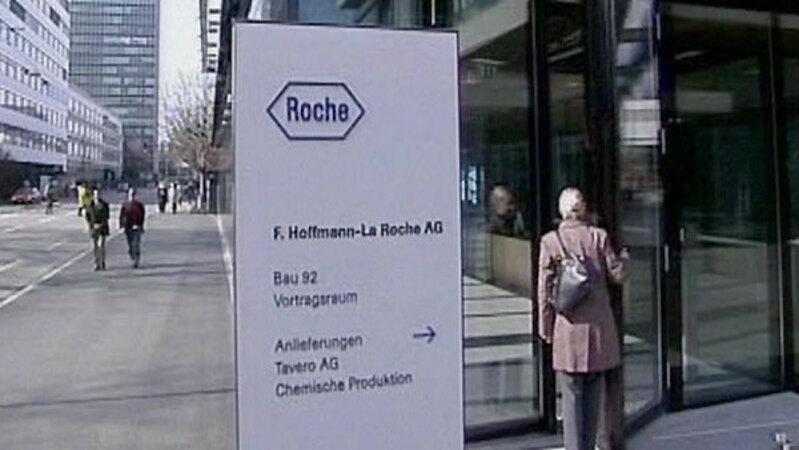 Roche
F. Hoffmann-La Roche AG
Bau 92
Vortragsraum
Anlieferungen
Tavero AG
Chemische Produktion